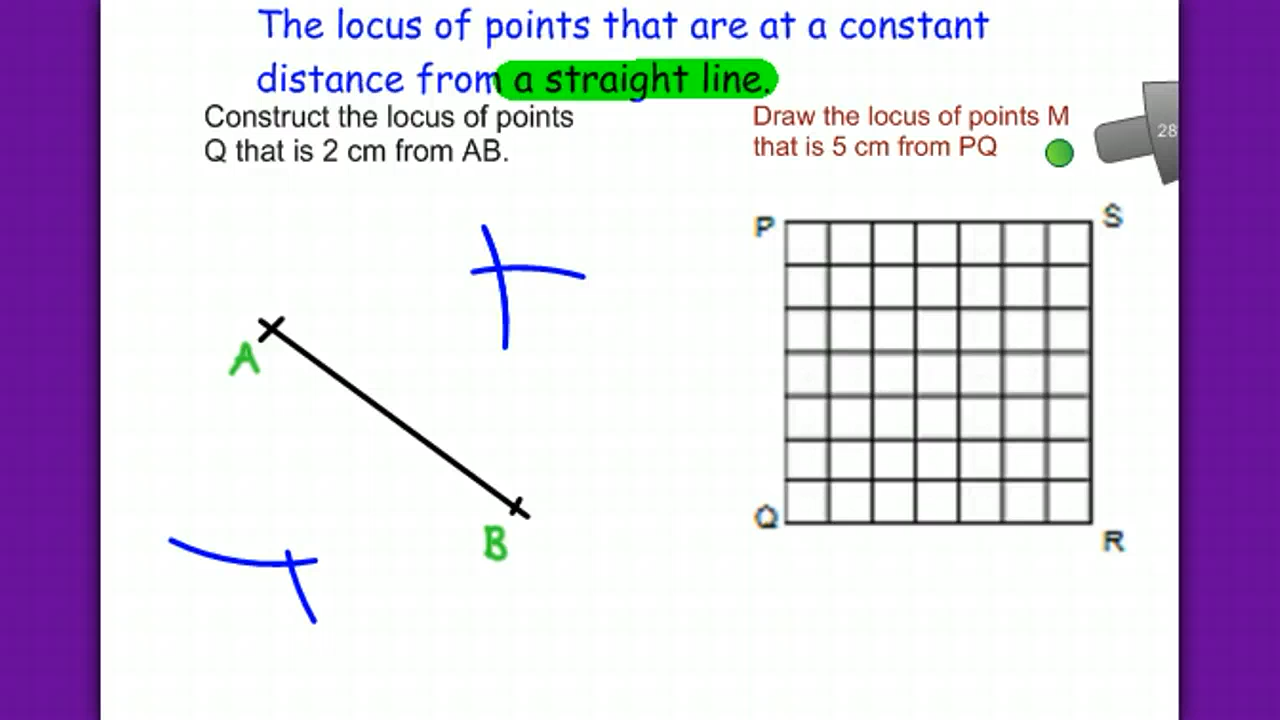 The locus of points that are at a constant
distance from a straight line.
Construct the locus of points
Q that is 2 cm from AB.
Draw the locus of points M
that is 5 cm from PQ
28
P
S
A
B
Q
R